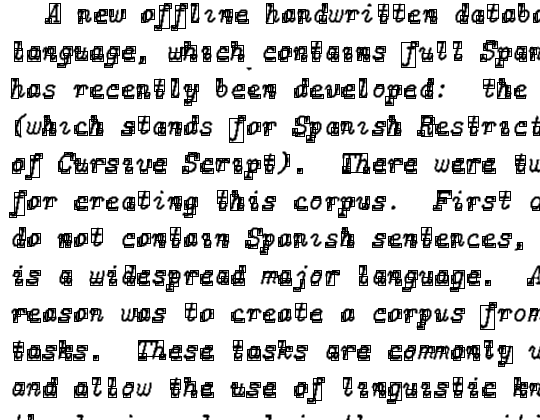 A new offline handwritten databa
language, which contains full Span
has recently been developed: the
(which stands for Spanish Restrict
of Cursive Script). There were tw
for creating this corpus. First o
do not contain Spanish sentences,
is a widespread major language. A
reason was to create a corpus from
tasks. These tasks are commonly u
and allow the use of linguistic kn